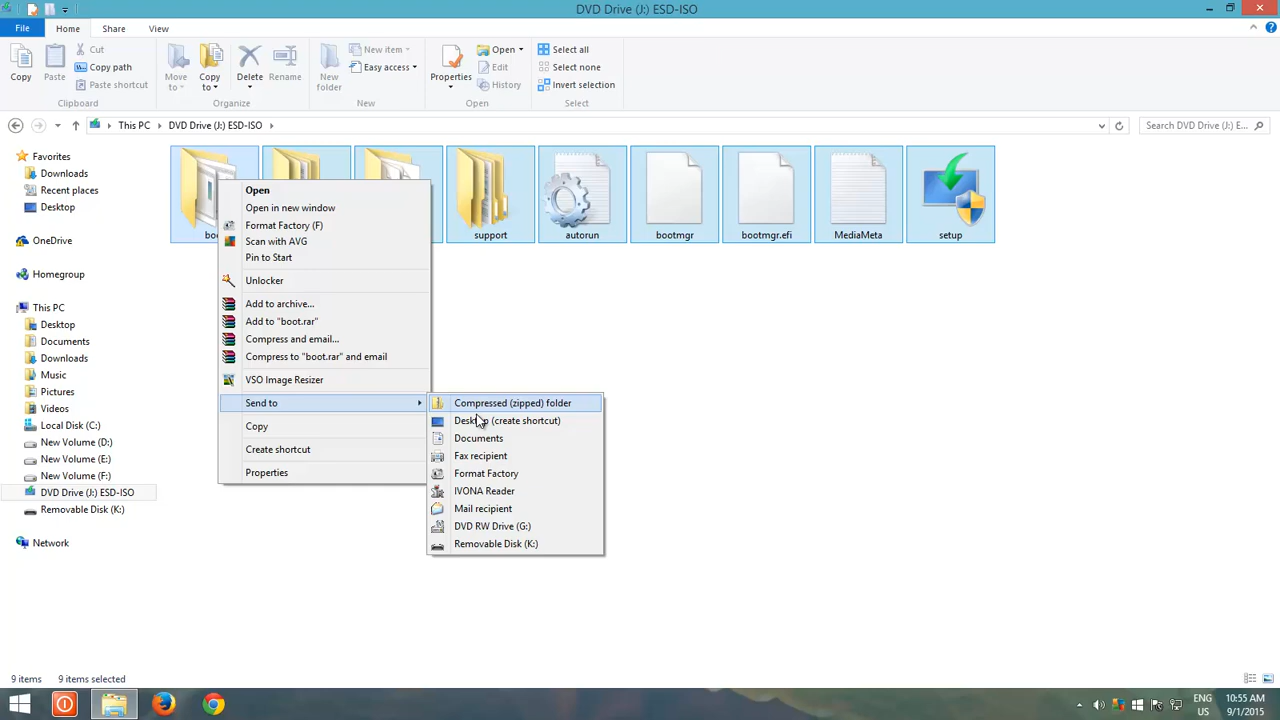 DVD Drive (J:) ESD-ISO
File Home Share View
Copy
Paste
Cut
Copy path
Paste shortcut
Clipboard
Move to
Copy to
Delete
Rename
Organize
New folder
New item
Easy access
New
Properties
Open
Edit
History
Open
Select all
Select none
Invert selection
Select
This PC DVD Drive (J:) ESD-ISO
Search DVD Drive (J:) E...
Favorites
Downloads
Recent places
Desktop
OneDrive
Homegroup
This PC
Desktop
Documents
Downloads
Music
Pictures
Videos
Local Disk (C:)
New Volume (D:)
New Volume (E:)
New Volume (F:)
DVD Drive (J:) ESD-ISO
Removable Disk (K:)
Network
support autorun bootmgr bootmgr.efi MediaMeta setup
Open
Open in new window
Format Factory (F)
Scan with AVG
Pin to Start
Unlocker
Add to archive...
Add to "boot.rar"
Compress and email...
Compress to "boot.rar" and email
VSO Image Resizer
Send to
Copy
Create shortcut
Properties
Compressed (zipped) folder
Desktop (create shortcut)
Documents
Fax recipient
Format Factory
IVONA Reader
Mail recipient
DVD RW Drive (G:)
Removable Disk (K:)
9 items 9 items selected
ENG
US
10:55 AM
9/1/2015